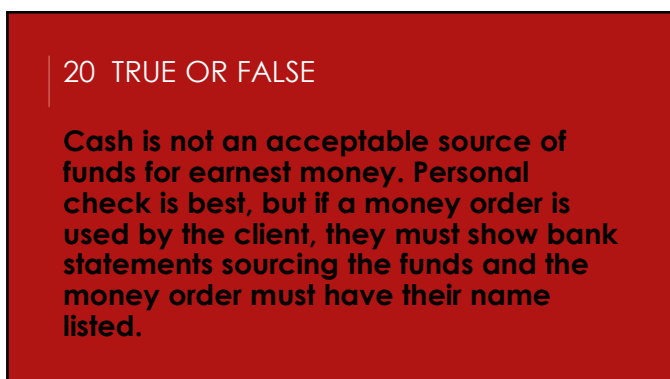 20 TRUE OR FALSE
Cash is not an acceptable source of
funds for earnest money. Personal
check is best, but if a money order is
used by the client, they must show bank
statements sourcing the funds and the
money order must have their name
listed.